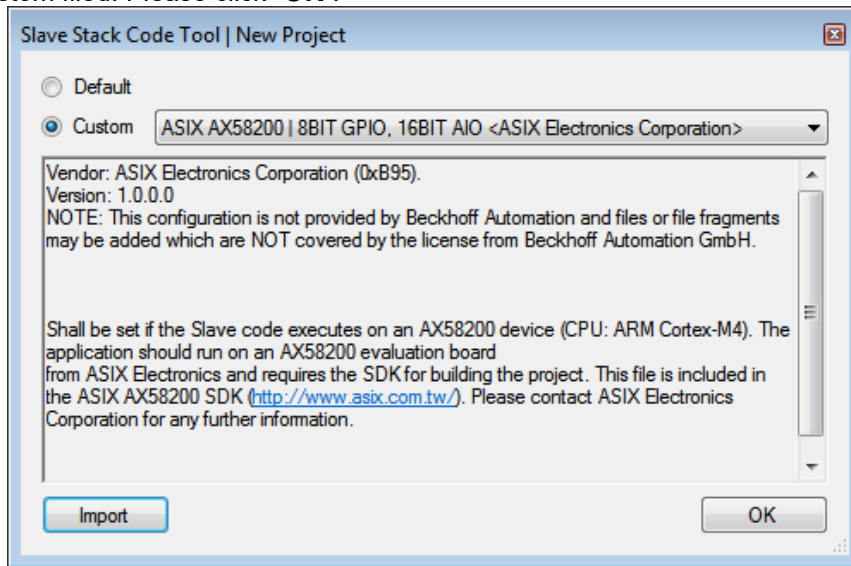 Slave Stack Code Tool | New Project
Default
Custom ASIX AX58200 | 8BIT GPIO, 16BIT AIO <ASIX Electronics Corporation>
Vendor: ASIX Electronics Corporation (0xB95).
Version: 1.0.0.0
NOTE: This configuration is not provided by Beckhoff Automation and files or file fragments
may be added which are NOT covered by the license from Beckhoff Automation GmbH.
Shall be set if the Slave code executes on an AX58200 device (CPU: ARM Cortex-M4). The
application should run on an AX58200 evaluation board
from ASIX Electronics and requires the SDK for building the project. This file is included in
the ASIX AX58200 SDK (http://www.asix.com.tw/). Please contact ASIX Electronics
Corporation for any further information.
Import OK